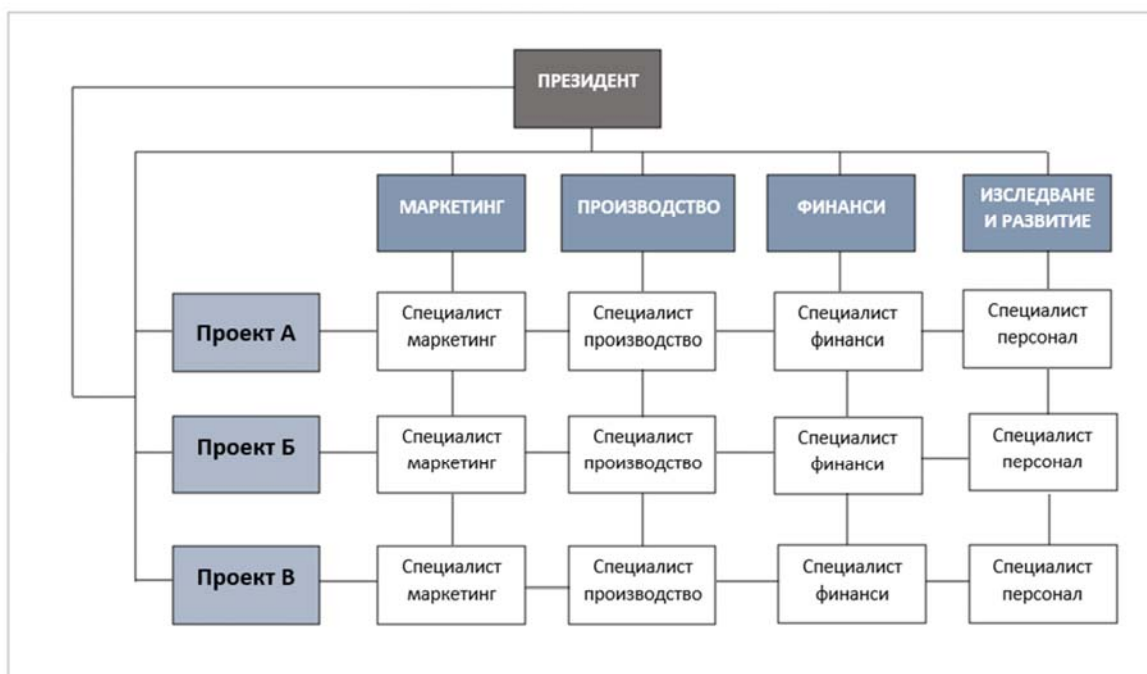 ПРЕЗИДЕНТ
МАРКЕТИНГ
ПРОИЗВОДСТВО
ФИНАНСИ
ИЗСЛЕДВАНЕ
И РАЗВИТИЕ
Проект А
Специалист
маркетинг
Специалист
производство
Специалист
финанси
Специалист
персонал
Проект Б
Специалист
маркетинг
Специалист
производство
Специалист
финанси
Специалист
персонал
Проект В
Специалист
маркетинг
Специалист
производство
Специалист
финанси
Специалист
персонал